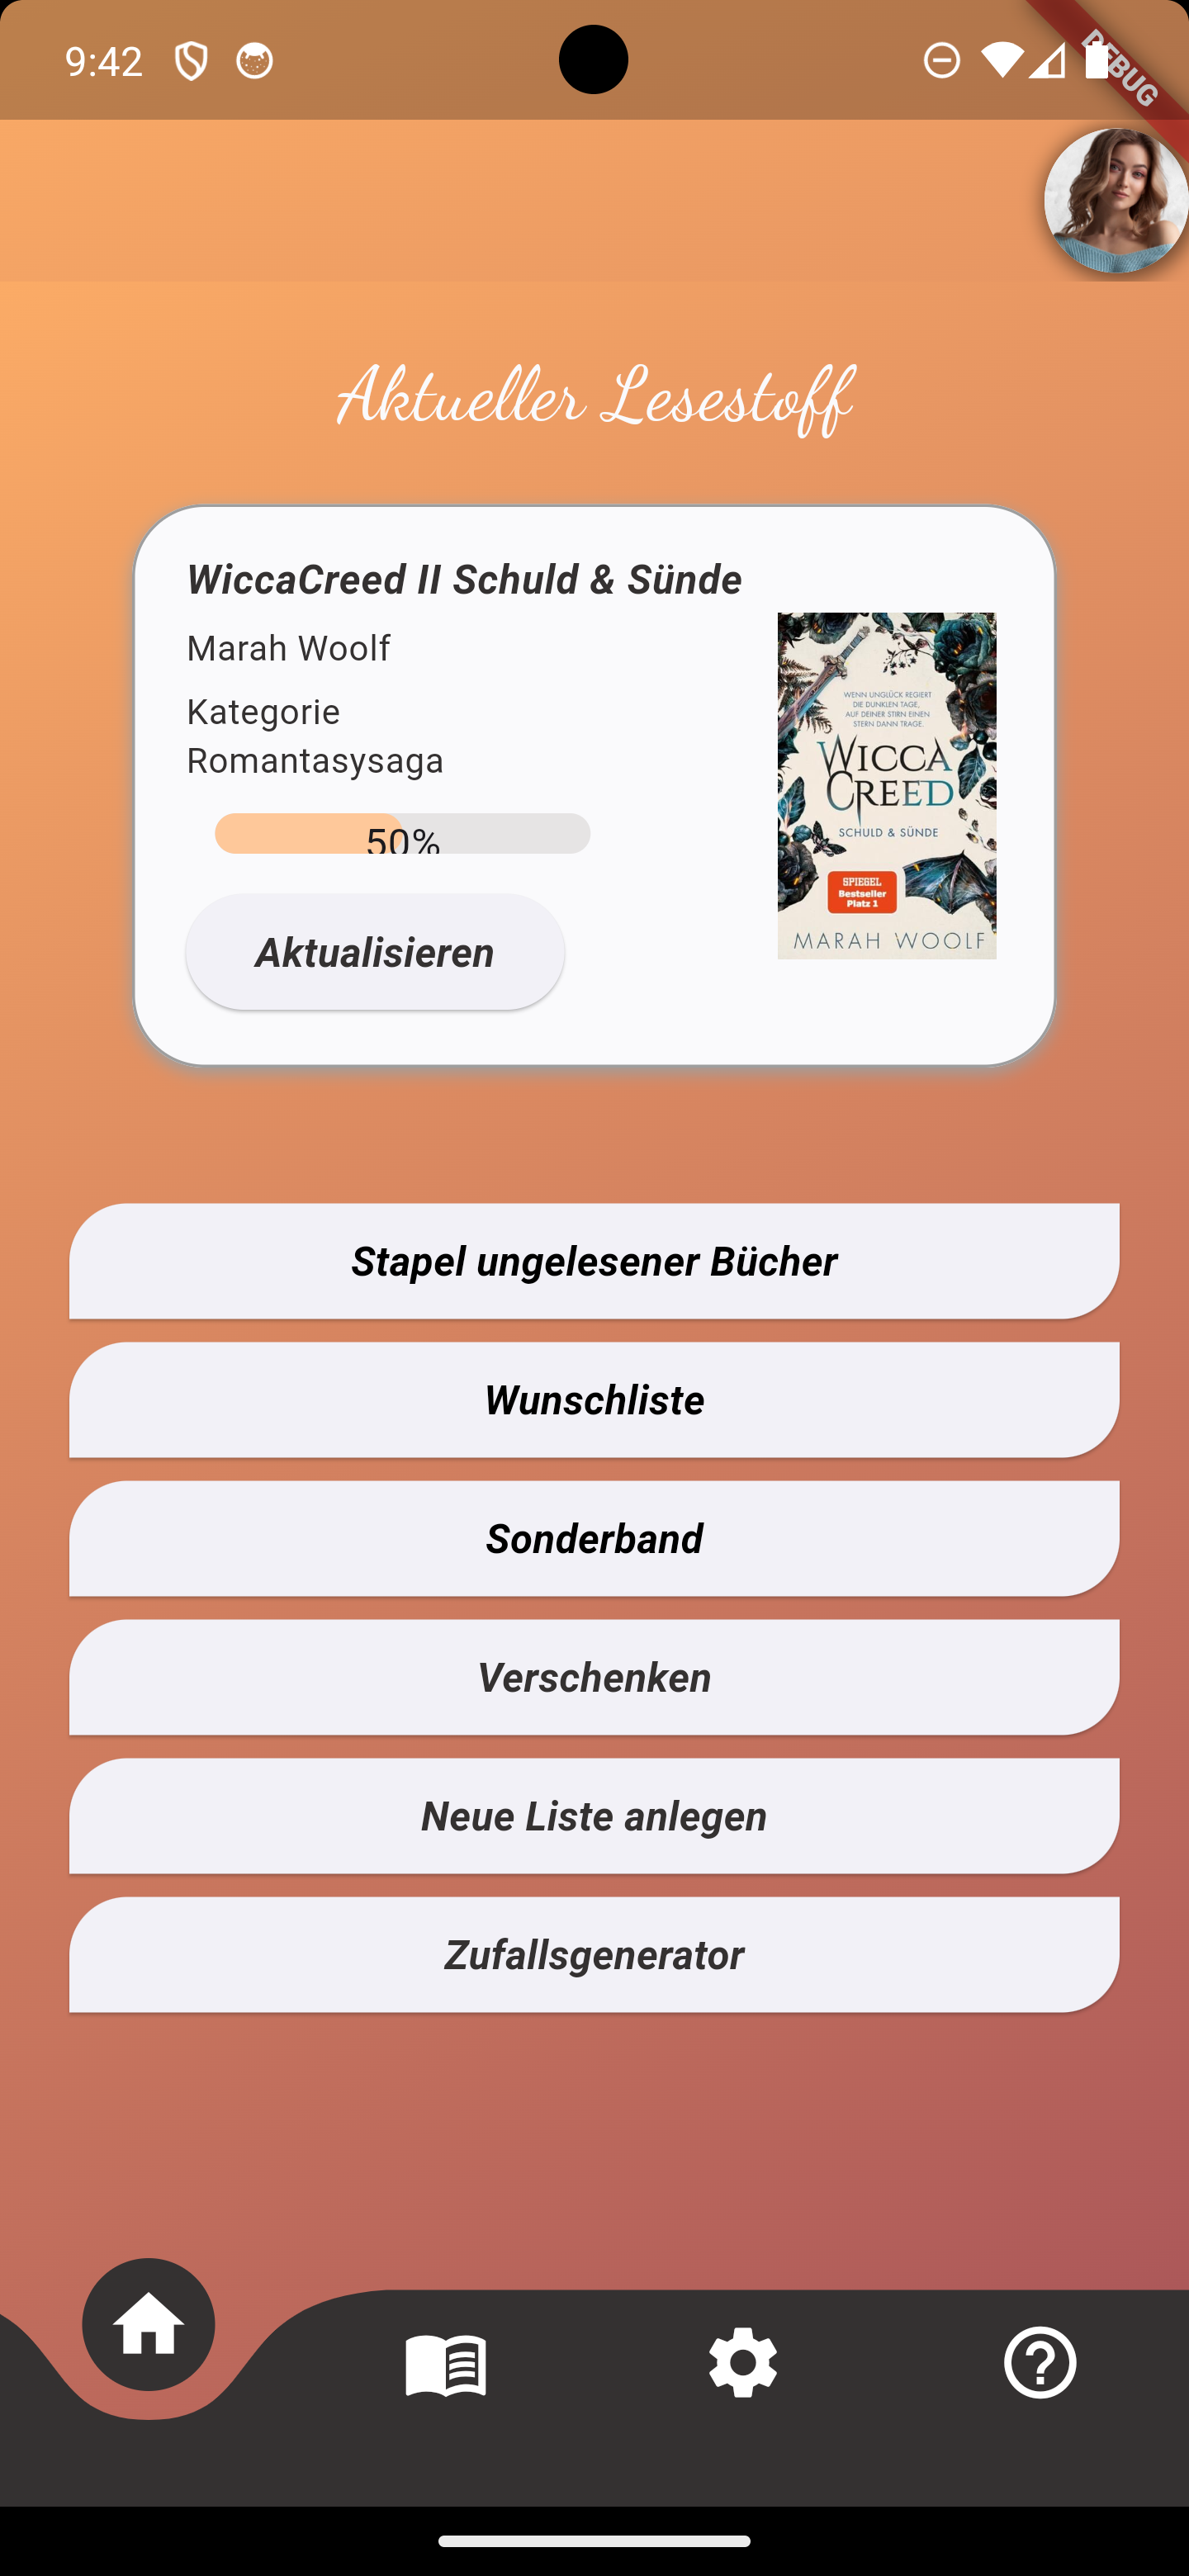 9:42
DEBUG
Aktueller Lesestoff
WiccaCreed II Schuld & Sünde
Marah Woolf
Kategorie
Romantasysaga
50%
Aktualisieren
WENN UNGLÜCK REGIERT
DIE DUNKLEN TAGE,
AUF DEINER STIRN EINEN
STERN DANN TRAGE.
WICCA
CREED
SCHULD & SÜNDE
SPIEGEL
Bestseller
Platz 1
MARAH WOOLF
Stapel ungelesener Bücher
Wunschliste
Sonderband
Verschenken
Neue Liste anlegen
Zufallsgenerator